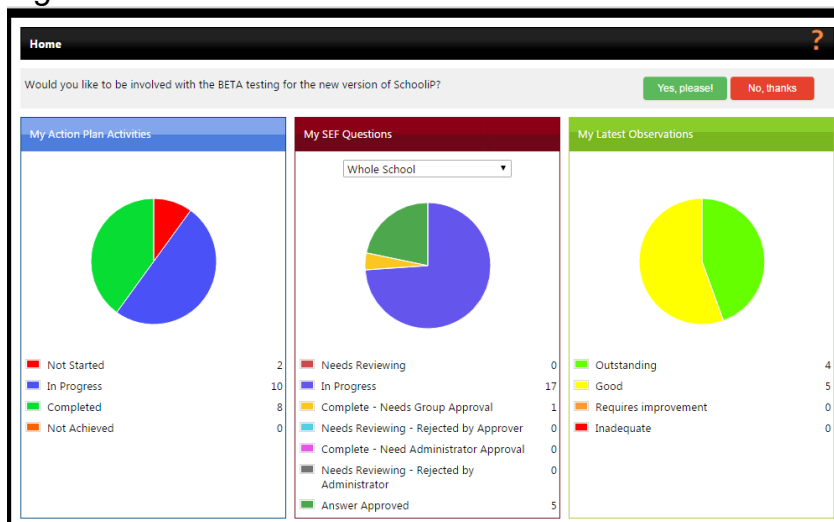 Home
?
Would you like to be involved with the BETA testing for the new version of SchooliP?
Yes, please!
No, thanks
My Action Plan Activities
Not Started 2
In Progress 10
Completed 8
Not Achieved 0
My SEF Questions
Whole School
Needs Reviewing 0
In Progress 17
Complete - Needs Group Approval 1
Needs Reviewing - Rejected by Approver 0
Complete - Need Administrator Approval 0
Needs Reviewing - Rejected by 0
Administrator
Answer Approved 5
My Latest Observations
Outstanding 4
Good 5
Requires improvement 0
Inadequate 0